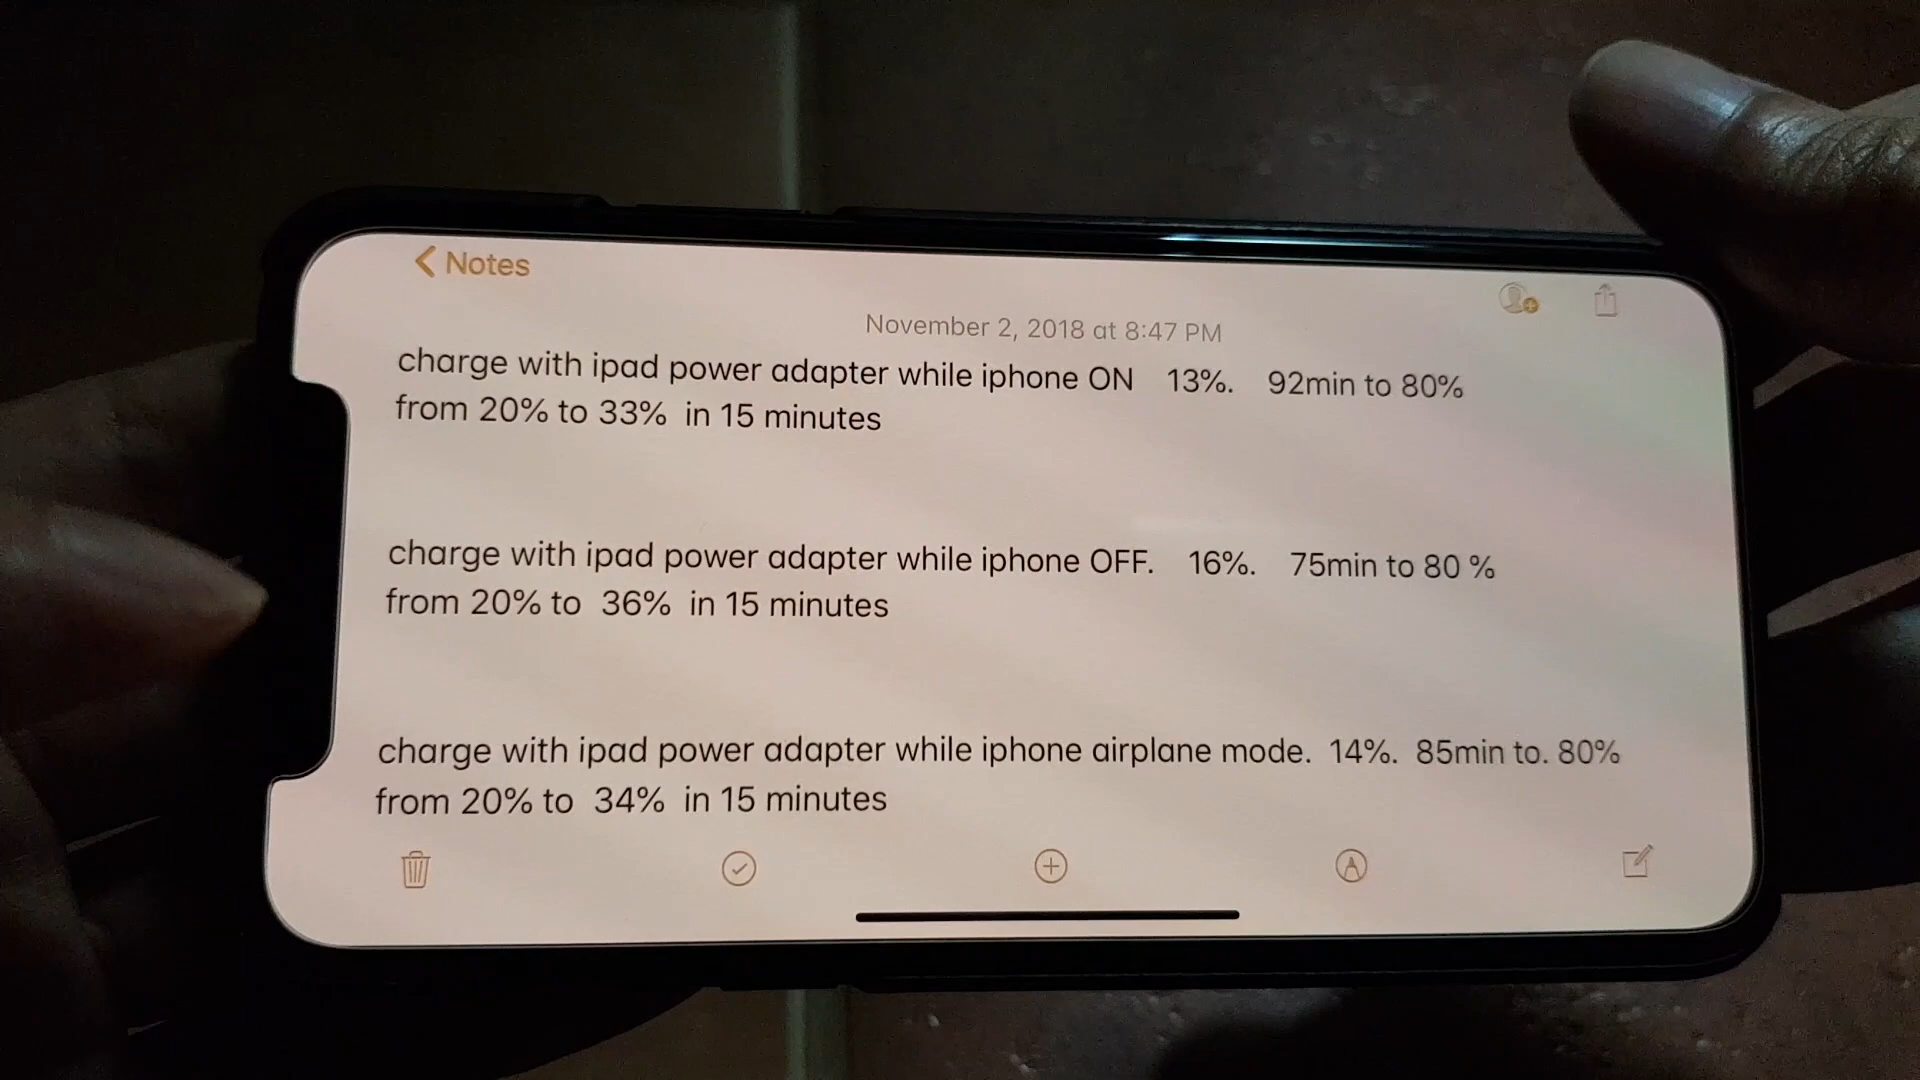 Notes
November 2, 2018 at 8:47 PM
charge with ipad power adapter while iphone ON 13%. 92min to 80%
from 20% to 33% in 15 minutes
charge with ipad power adapter while iphone OFF. 16%. 75min to 80 %
from 20% to 36% in 15 minutes
charge with ipad power adapter while iphone airplane mode. 14%. 85min to. 80%
from 20% to 34% in 15 minutes